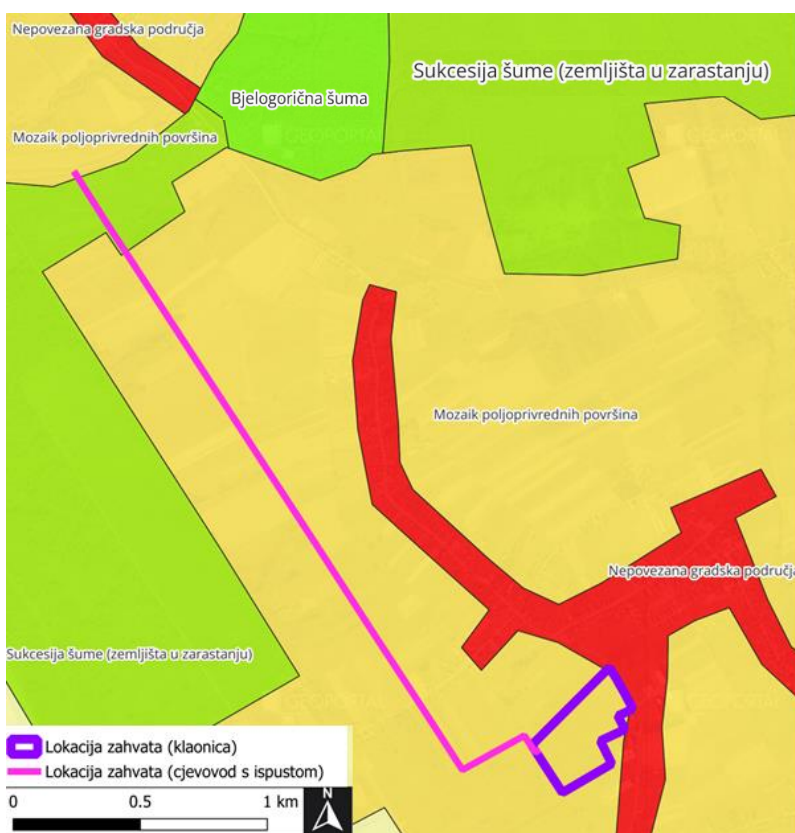 Nepovezana gradska područja
Sukcesija šume (zemljišta u zarastanju)
Bjelogorična šuma
GEOPORTAL
Mozaik poljoprivrednih površina
Mozaik poljoprivrednih površina
Nepovezana gradska područja
Sukcesija šume (zemljišta u zarastanju)
Lokacija zahvata (klaonica)
Lokacija zahvata (cjevovod s ispustom)
0 0.5 1 km
N